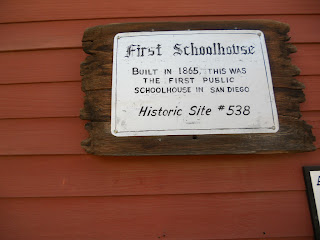 First Schoolhouse
BUILT IN 1865, THIS WAS
THE FIRST PUBLIC
SCHOOLHOUSE IN SAN DIEGO
Historic Site #538